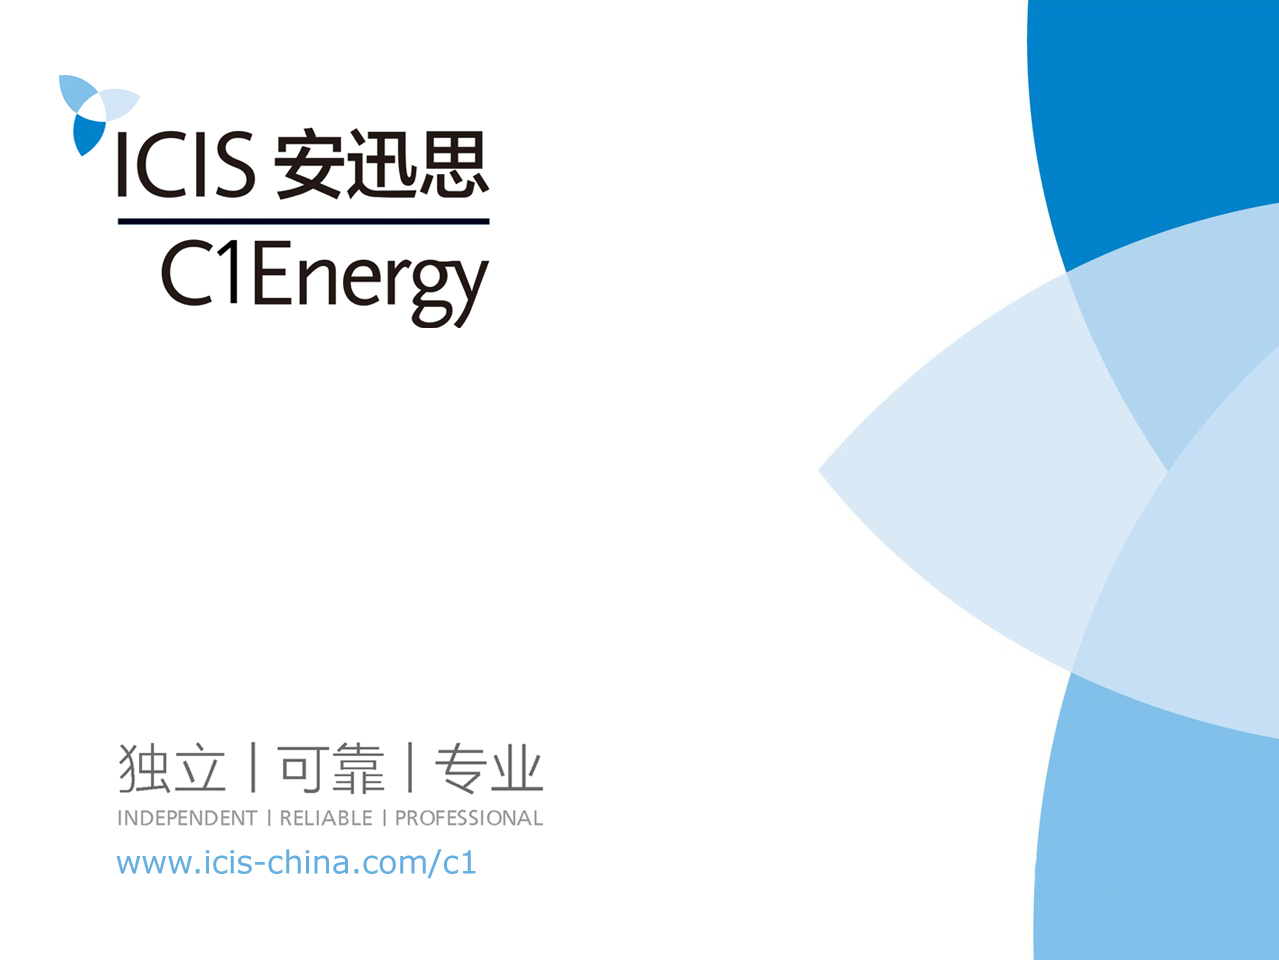 ICIS 安迅思
C1Energy
独立 | 可靠 | 专业
INDEPENDENT | RELIABLE | PROFESSIONAL
www.icis-china.com/c1